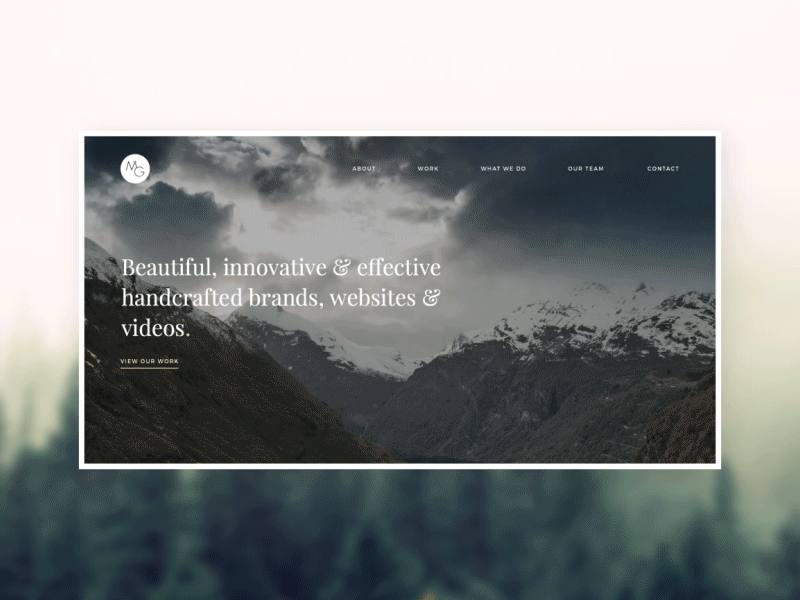 MG
ABOUT WORK WHAT WE DO OUR TEAM CONTACT
Beautiful, innovative & effective
handcrafted brands, websites &
videos.
VIEW OUR WORK